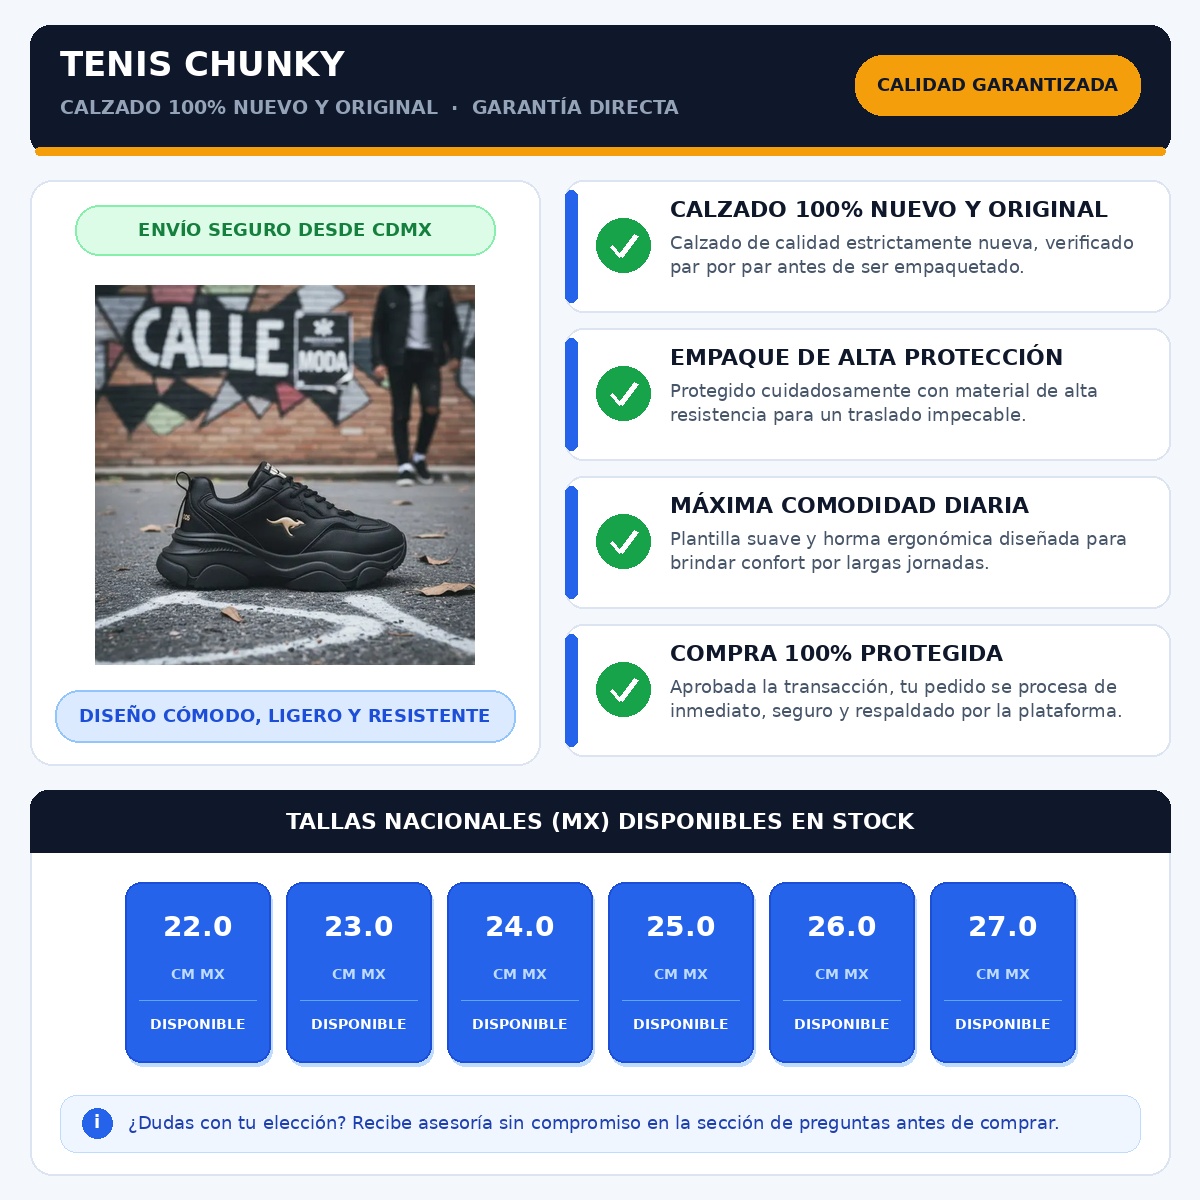 TENIS CHUNKY
CALZADO 100% NUEVO Y ORIGINAL · GARANTÍA DIRECTA
CALIDAD GARANTIZADA
ENVÍO SEGURO DESDE CDMX
CALLE
MODA
DISEÑO CÓMODO, LIGERO Y RESISTENTE
CALZADO 100% NUEVO Y ORIGINAL
Calzado de calidad estrictamente nueva, verificado
par por par antes de ser empaquetado.
EMPAQUE DE ALTA PROTECCIÓN
Protegido cuidadosamente con material de alta
resistencia para un traslado impecable.
MÁXIMA COMODIDAD DIARIA
Plantilla suave y horma ergonómica diseñada para
brindar confort por largas jornadas.
COMPRA 100% PROTEGIDA
Aprobada la transacción, tu pedido se procesa de
inmediato, seguro y respaldado por la plataforma.
TALLAS NACIONALES (MX) DISPONIBLES EN STOCK
22.0 23.0 24.0 25.0 26.0 27.0
CM MX CM MX CM MX CM MX CM MX CM MX
DISPONIBLE DISPONIBLE DISPONIBLE DISPONIBLE DISPONIBLE DISPONIBLE
i ¿Dudas con tu elección? Recibe asesoría sin compromiso en la sección de preguntas antes de comprar.